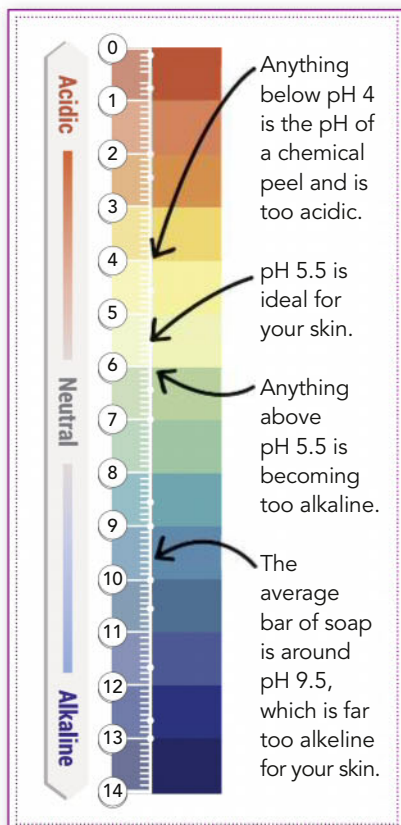 Acidic
Neutral
Alkaline
0
1
2
3
4
5
6
7
8
9
10
11
12
13
14
Anything
below pH 4
is the pH of
a chemical
peel and is
too acidic.
pH 5.5 is
ideal for
your skin.
Anything
above
pH 5.5 is
becoming
too alkaline.
The
average
bar of soap
is around
pH 9.5,
which is far
too alkeline
for your skin.